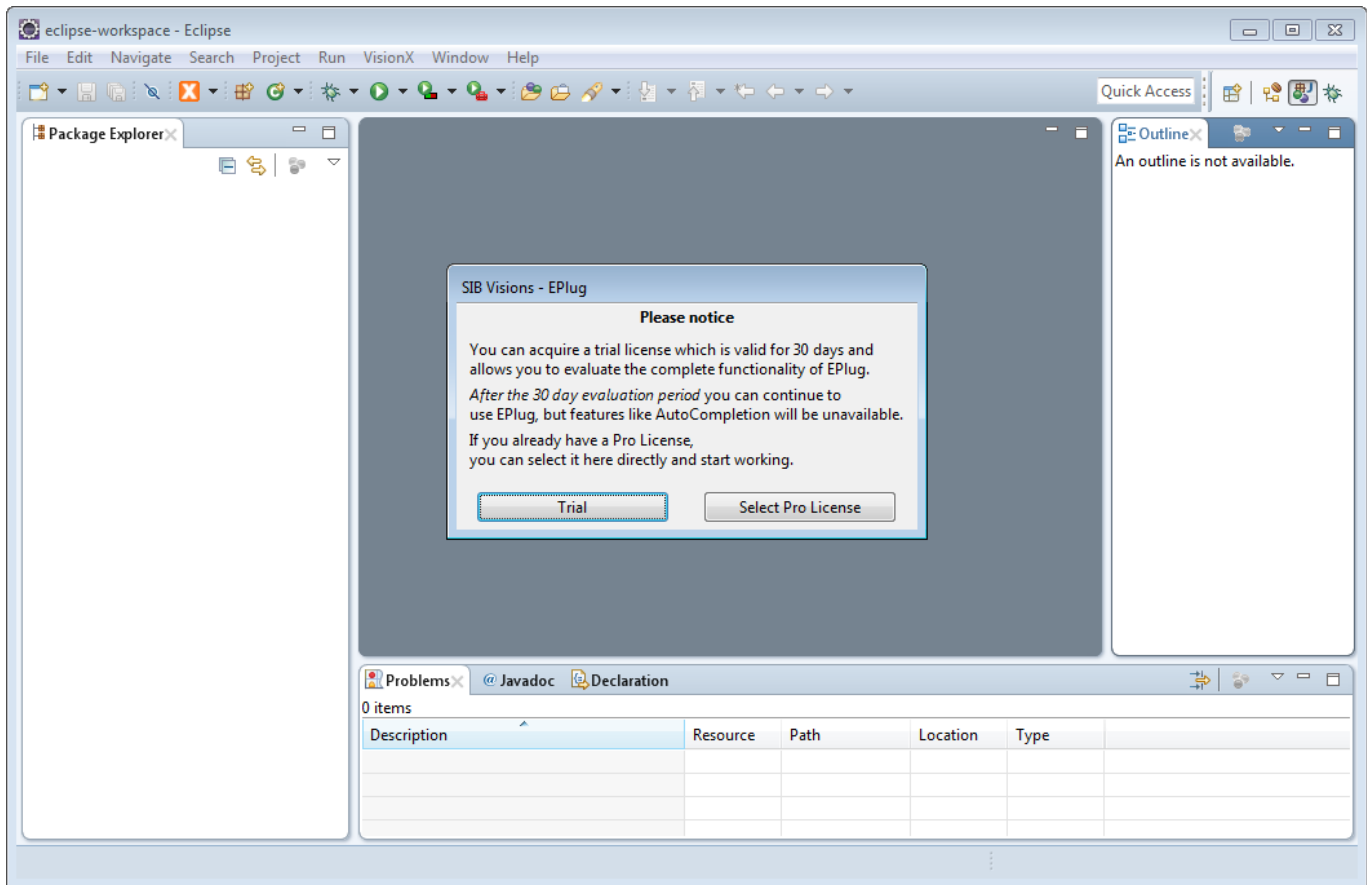 eclipse-workspace - Eclipse
File Edit Navigate Search Project Run VisionX Window Help
Quick Access
Package Explorer
Outline
An outline is not available.
SIB Visions - EPlug
Please notice
You can acquire a trial license which is valid for 30 days and
allows you to evaluate the complete functionality of EPlug.
After the 30 day evaluation period you can continue to
use EPlug, but features like AutoCompletion will be unavailable.
If you already have a Pro License,
you can select it here directly and start working.
Trial Select Pro License
Problems @ Javadoc Declaration
0 items
Description Resource Path Location Type